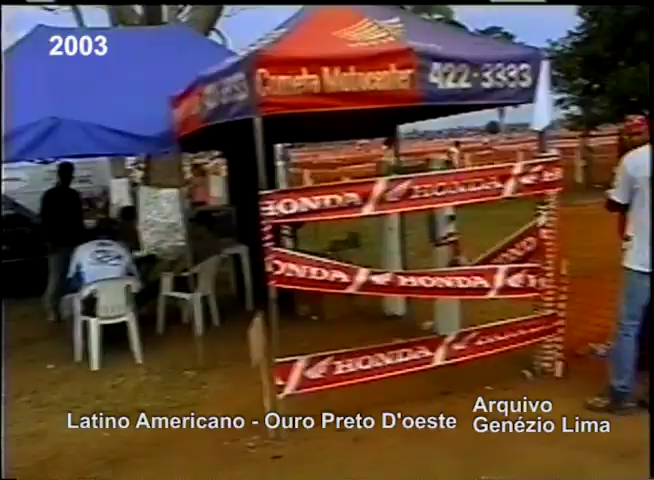 2003
Cometa Motocenter
422-3333
HONDA HONDA
HONDA HONDA
HONDA
Latino Americano - Ouro Preto D'oeste
Arquivo
Genézio Lima